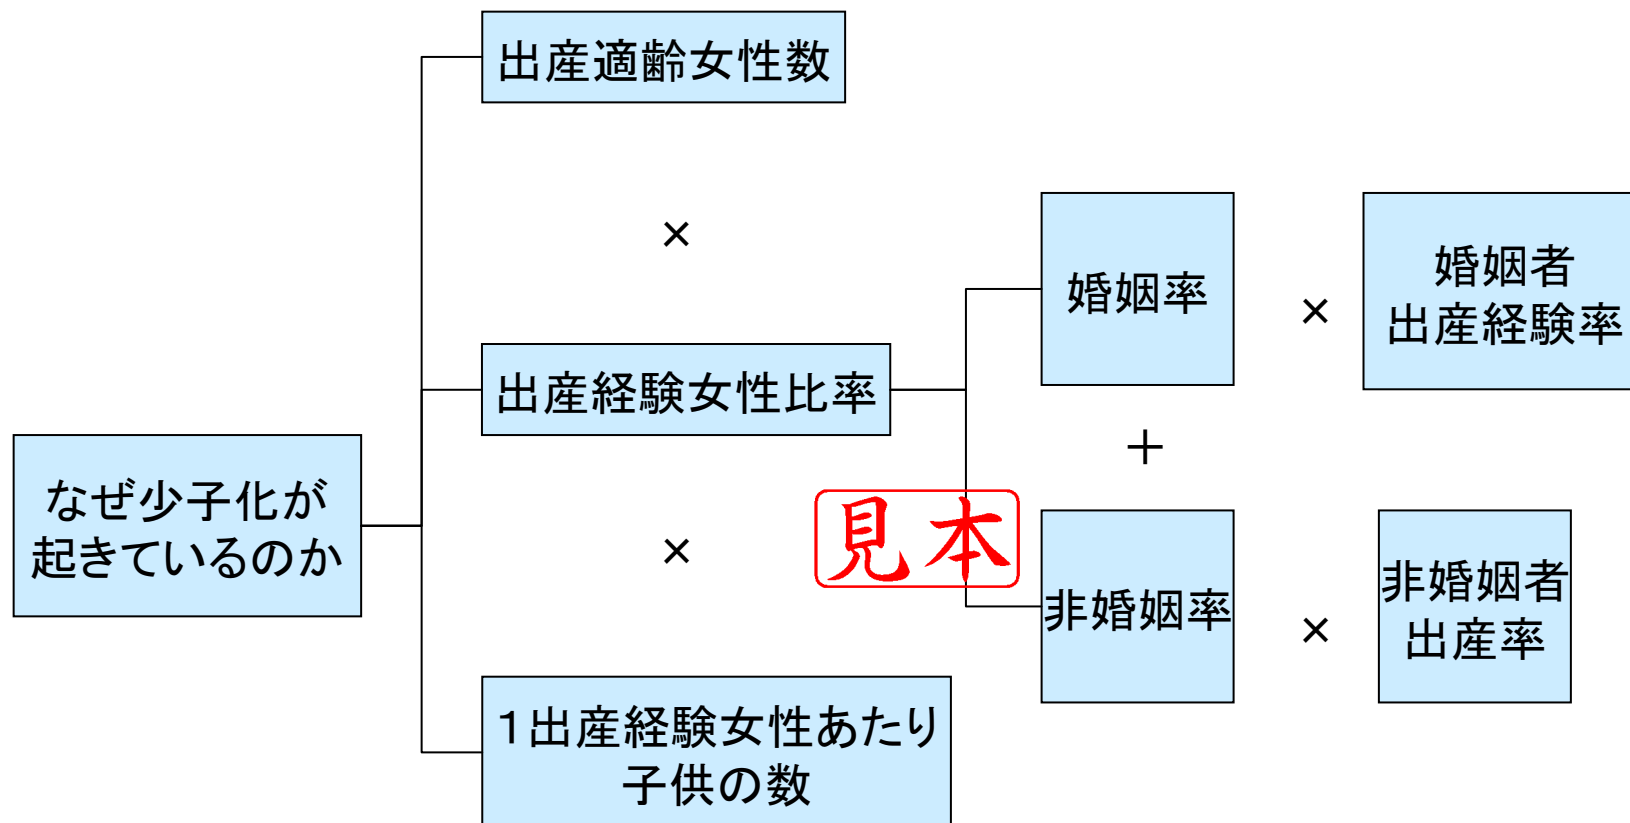 出産適齢女性数
×
婚姻率
×
婚姻者
出産経験率
出産経験女性比率
＋
なぜ少子化が
起きているのか
×
見本
非婚姻率
×
非婚姻者
出産率
１出産経験女性あたり
子供の数